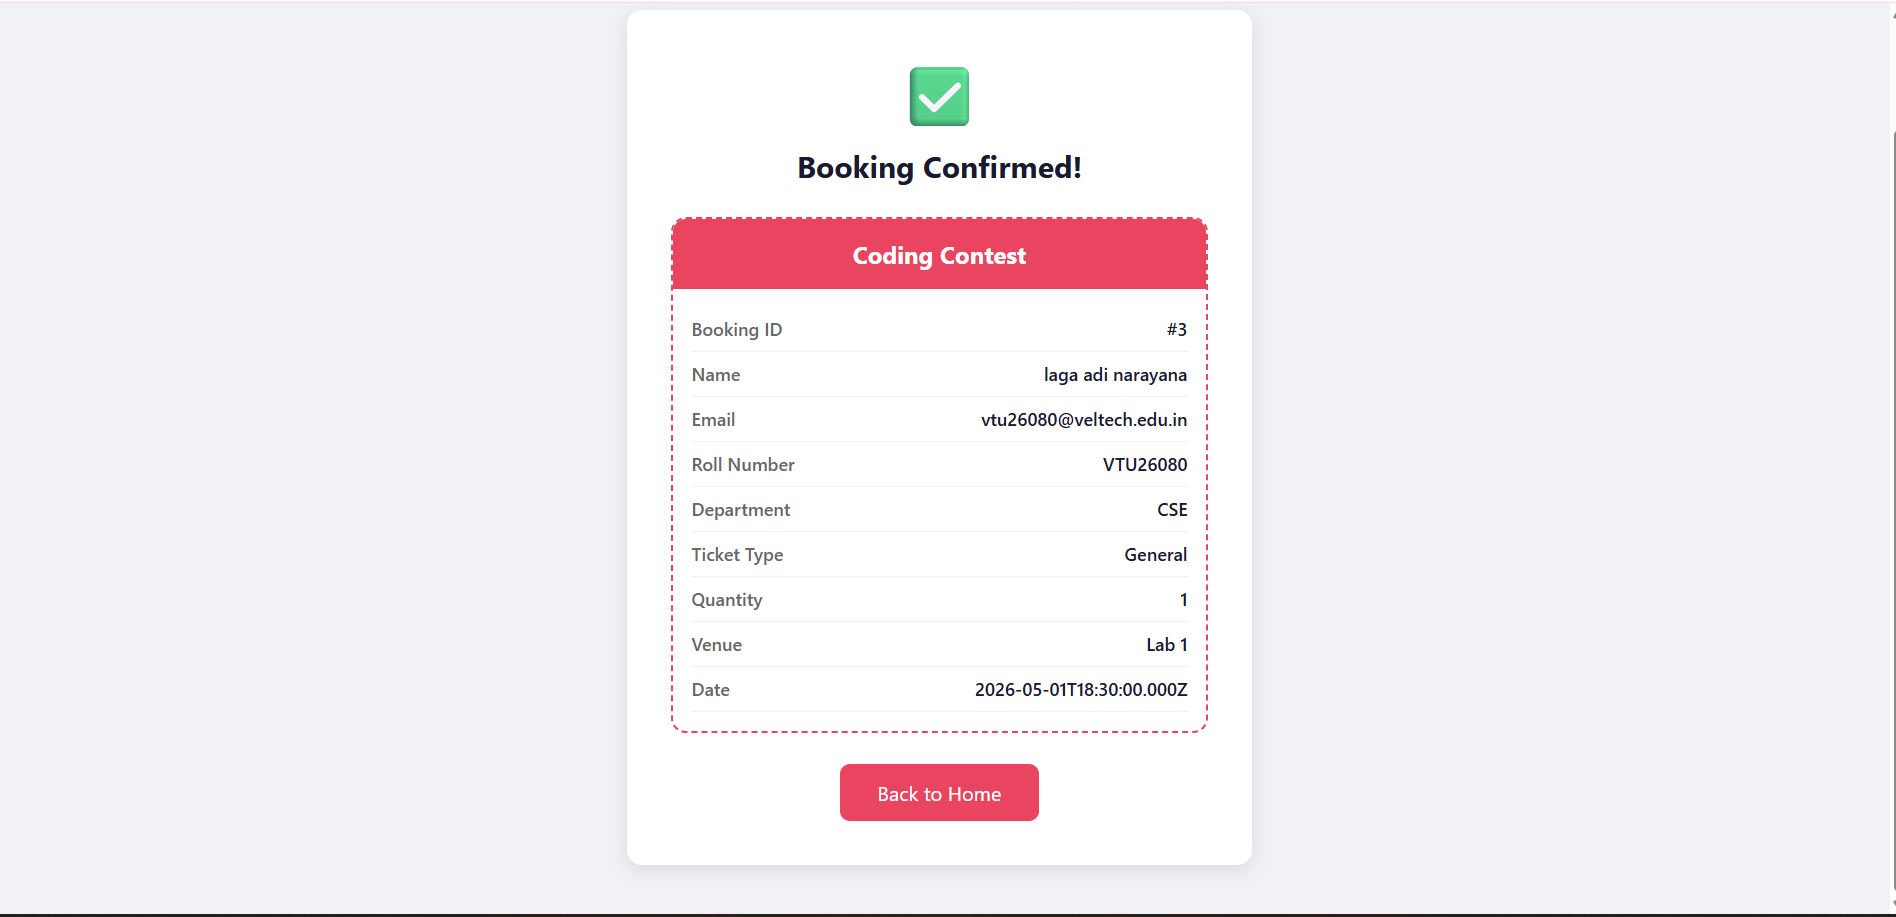 Booking Confirmed!
Coding Contest
Booking ID #3
Name laga adi narayana
Email vtu26080@veltech.edu.in
Roll Number VTU26080
Department CSE
Ticket Type General
Quantity 1
Venue Lab 1
Date 2026-05-01T18:30:00.000Z
Back to Home